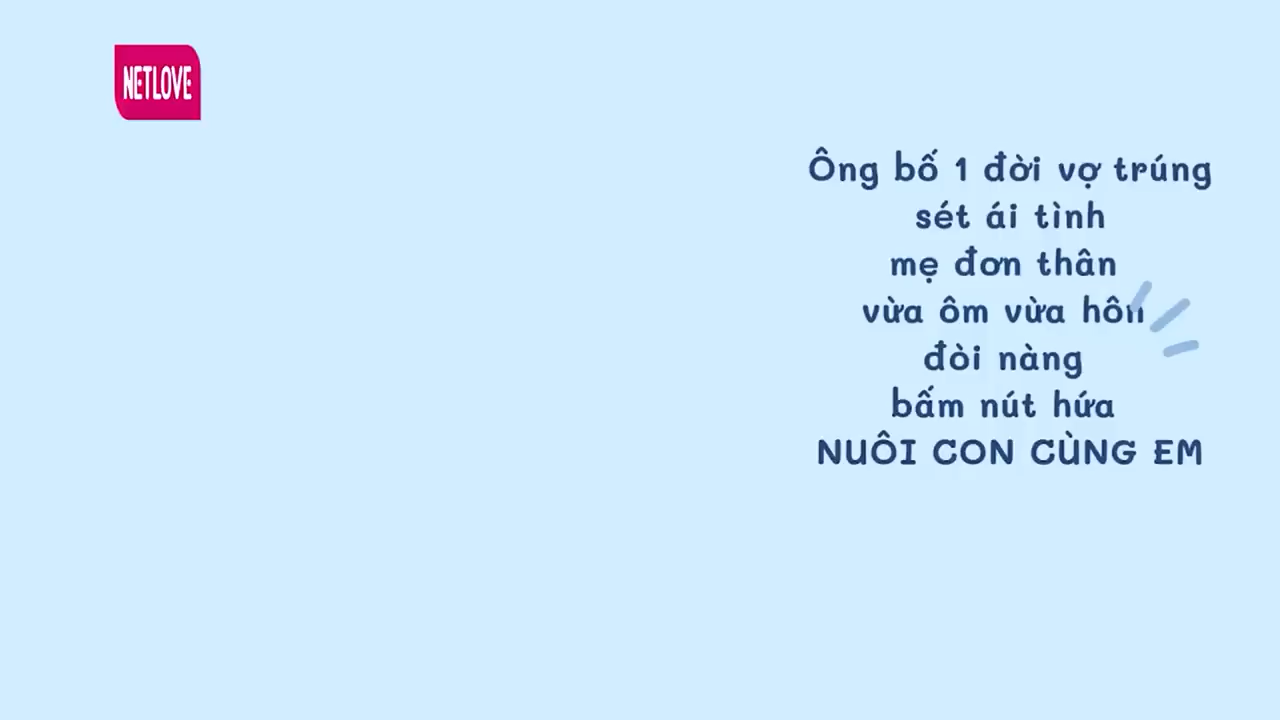 NETLOVE
Ông bố 1 đời vợ trúng
sét ái tình
mẹ đơn thân
vừa ôm vừa hôn
đòi nàng
bấm nút hứa
NUÔI CON CÙNG EM